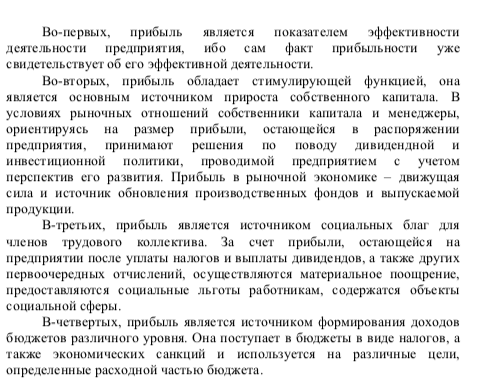 Во-первых, прибыль является показателем эффективности
деятельности предприятия, ибо сам факт прибыльности уже
свидетельствует об его эффективной деятельности.
Во-вторых, прибыль обладает стимулирующей функцией, она
является основным источником прироста собственного капитала. В
условиях рыночных отношений собственники капитала и менеджеры,
ориентируясь на размер прибыли, остающейся в распоряжении
предприятия, принимают решения по поводу дивидендной и
инвестиционной политики, проводимой предприятием с учетом
перспектив его развития. Прибыль в рыночной экономике – движущая
сила и источник обновления производственных фондов и выпускаемой
продукции.
В-третьих, прибыль является источником социальных благ для
членов трудового коллектива. За счет прибыли, остающейся на
предприятии после уплаты налогов и выплаты дивидендов, а также других
первоочередных отчислений, осуществляются материальное поощрение,
предоставляются социальные льготы работникам, содержатся объекты
социальной сферы.
В-четвертых, прибыль является источником формирования доходов
бюджетов различного уровня. Она поступает в бюджеты в виде налогов, а
также экономических санкций и используется на различные цели,
определенные расходной частью бюджета.